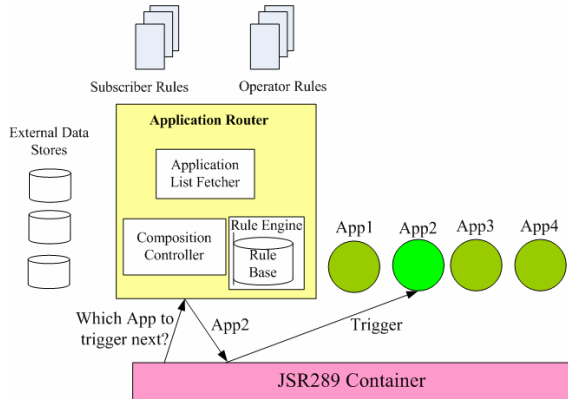 Subscriber Rules
Operator Rules
External Data
Stores
Application Router
Application
List Fetcher
Composition
Controller
Rule Engine
Rule
Base
App1
App2
App3
App4
Which App to
trigger next?
App2
Trigger
JSR289 Container